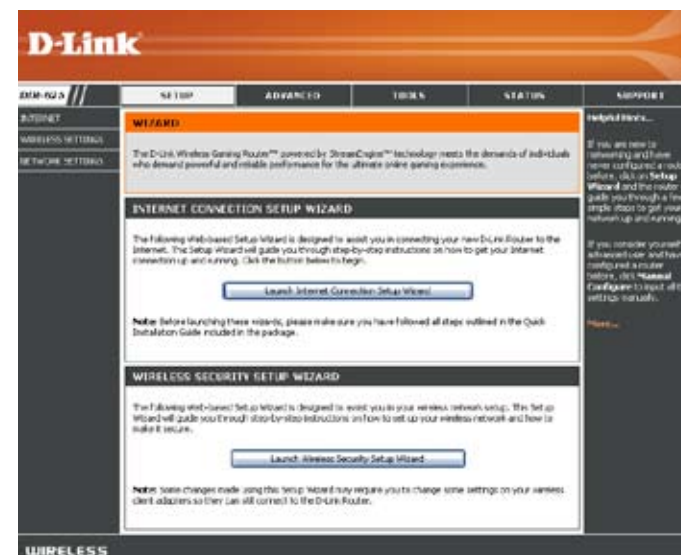 D-Link
DIR-625
SETUP
ADVANCED
TOOLS
STATUS
SUPPORT
INTERNET
WIRELESS SETTINGS
NETWORK SETTINGS
WIZARD
The D-Link Wireless Gaming Router™ powered by StreamEngine™ technology meets the demands of individuals
who demand powerful and reliable performance for the ultimate online gaming experience.
INTERNET CONNECTION SETUP WIZARD
The following Web-based Setup Wizard is designed to assist you in connecting your new D-Link Router to the
Internet. This Setup Wizard will guide you through step-by-step instructions on how to get your Internet
connection up and running. Click the button below to begin.
Launch Internet Connection Setup Wizard
Note: Before launching these wizards, please make sure you have followed all steps outlined in the Quick
Installation Guide included in the package.
WIRELESS SECURITY SETUP WIZARD
The following Web-based Setup Wizard is designed to assist you in your wireless network setup. This Setup
Wizard will guide you through step-by-step instructions on how to set up your wireless network and how to
make it secure.
Launch Wireless Security Setup Wizard
Note: Some changes made using this Setup Wizard may require you to change some settings on your wireless
client adapters so they can still connect to the D-Link Router.
Helpful Hints...
If you are new to
networking and have
never configured a
before, click on Setup
Wizard and the router
guide you through a few
simple steps to get your
network up and running.
If you consider yourself
advanced user and have
configured a router
before, click Manual
Configure to input all
settings manually.
More...
WIRELESS